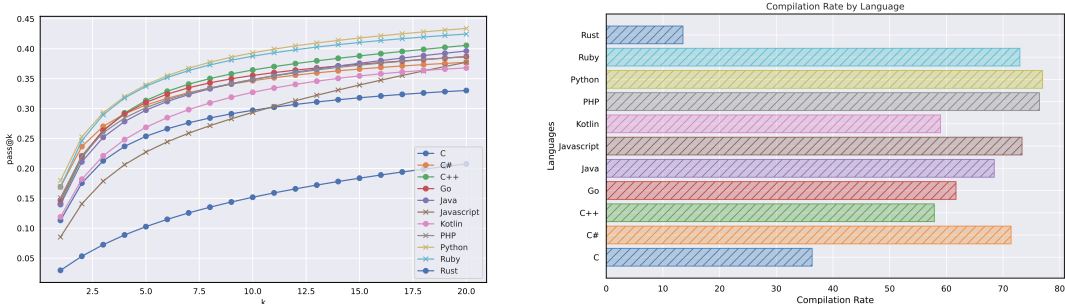 0.45
0.40
0.35
0.30
0.25
0.20
0.15
0.10
0.05
pass@k
2.5 5.0 7.5 10.0 12.5 15.0 17.5 20.0
k
C
C#
C++
Go
Java
Javascript
Kotlin
PHP
Python
Ruby
Rust
Compilation Rate by Language
Languages
Rust
Ruby
Python
PHP
Kotlin
Javascript
Java
Go
C++
C#
C
0 10 20 30 40 50 60 70 80
Compilation Rate